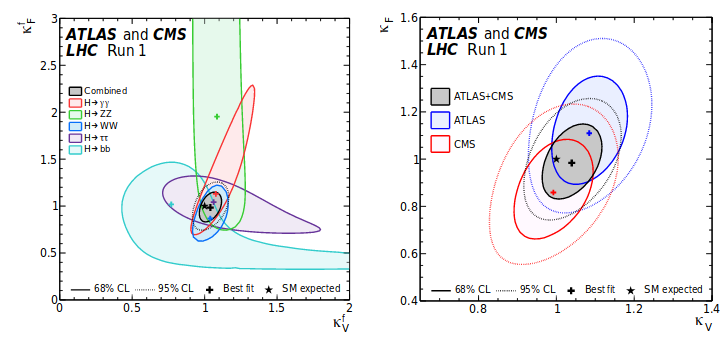 κ_F^f
3
2.5
2
1.5
1
0.5
0
ATLAS and CMS
LHC Run 1
Combined
H→γγ
H→ZZ
H→WW
H→ττ
H→bb
68% CL 95% CL Best fit SM expected
0 0.5 1 1.5 2
κ_V^f
κ_F
1.6
1.4
1.2
1
0.8
0.6
0.4
ATLAS and CMS
LHC Run 1
ATLAS+CMS
ATLAS
CMS
68% CL 95% CL Best fit SM expected
0.8 1 1.2 1.4
κ_V